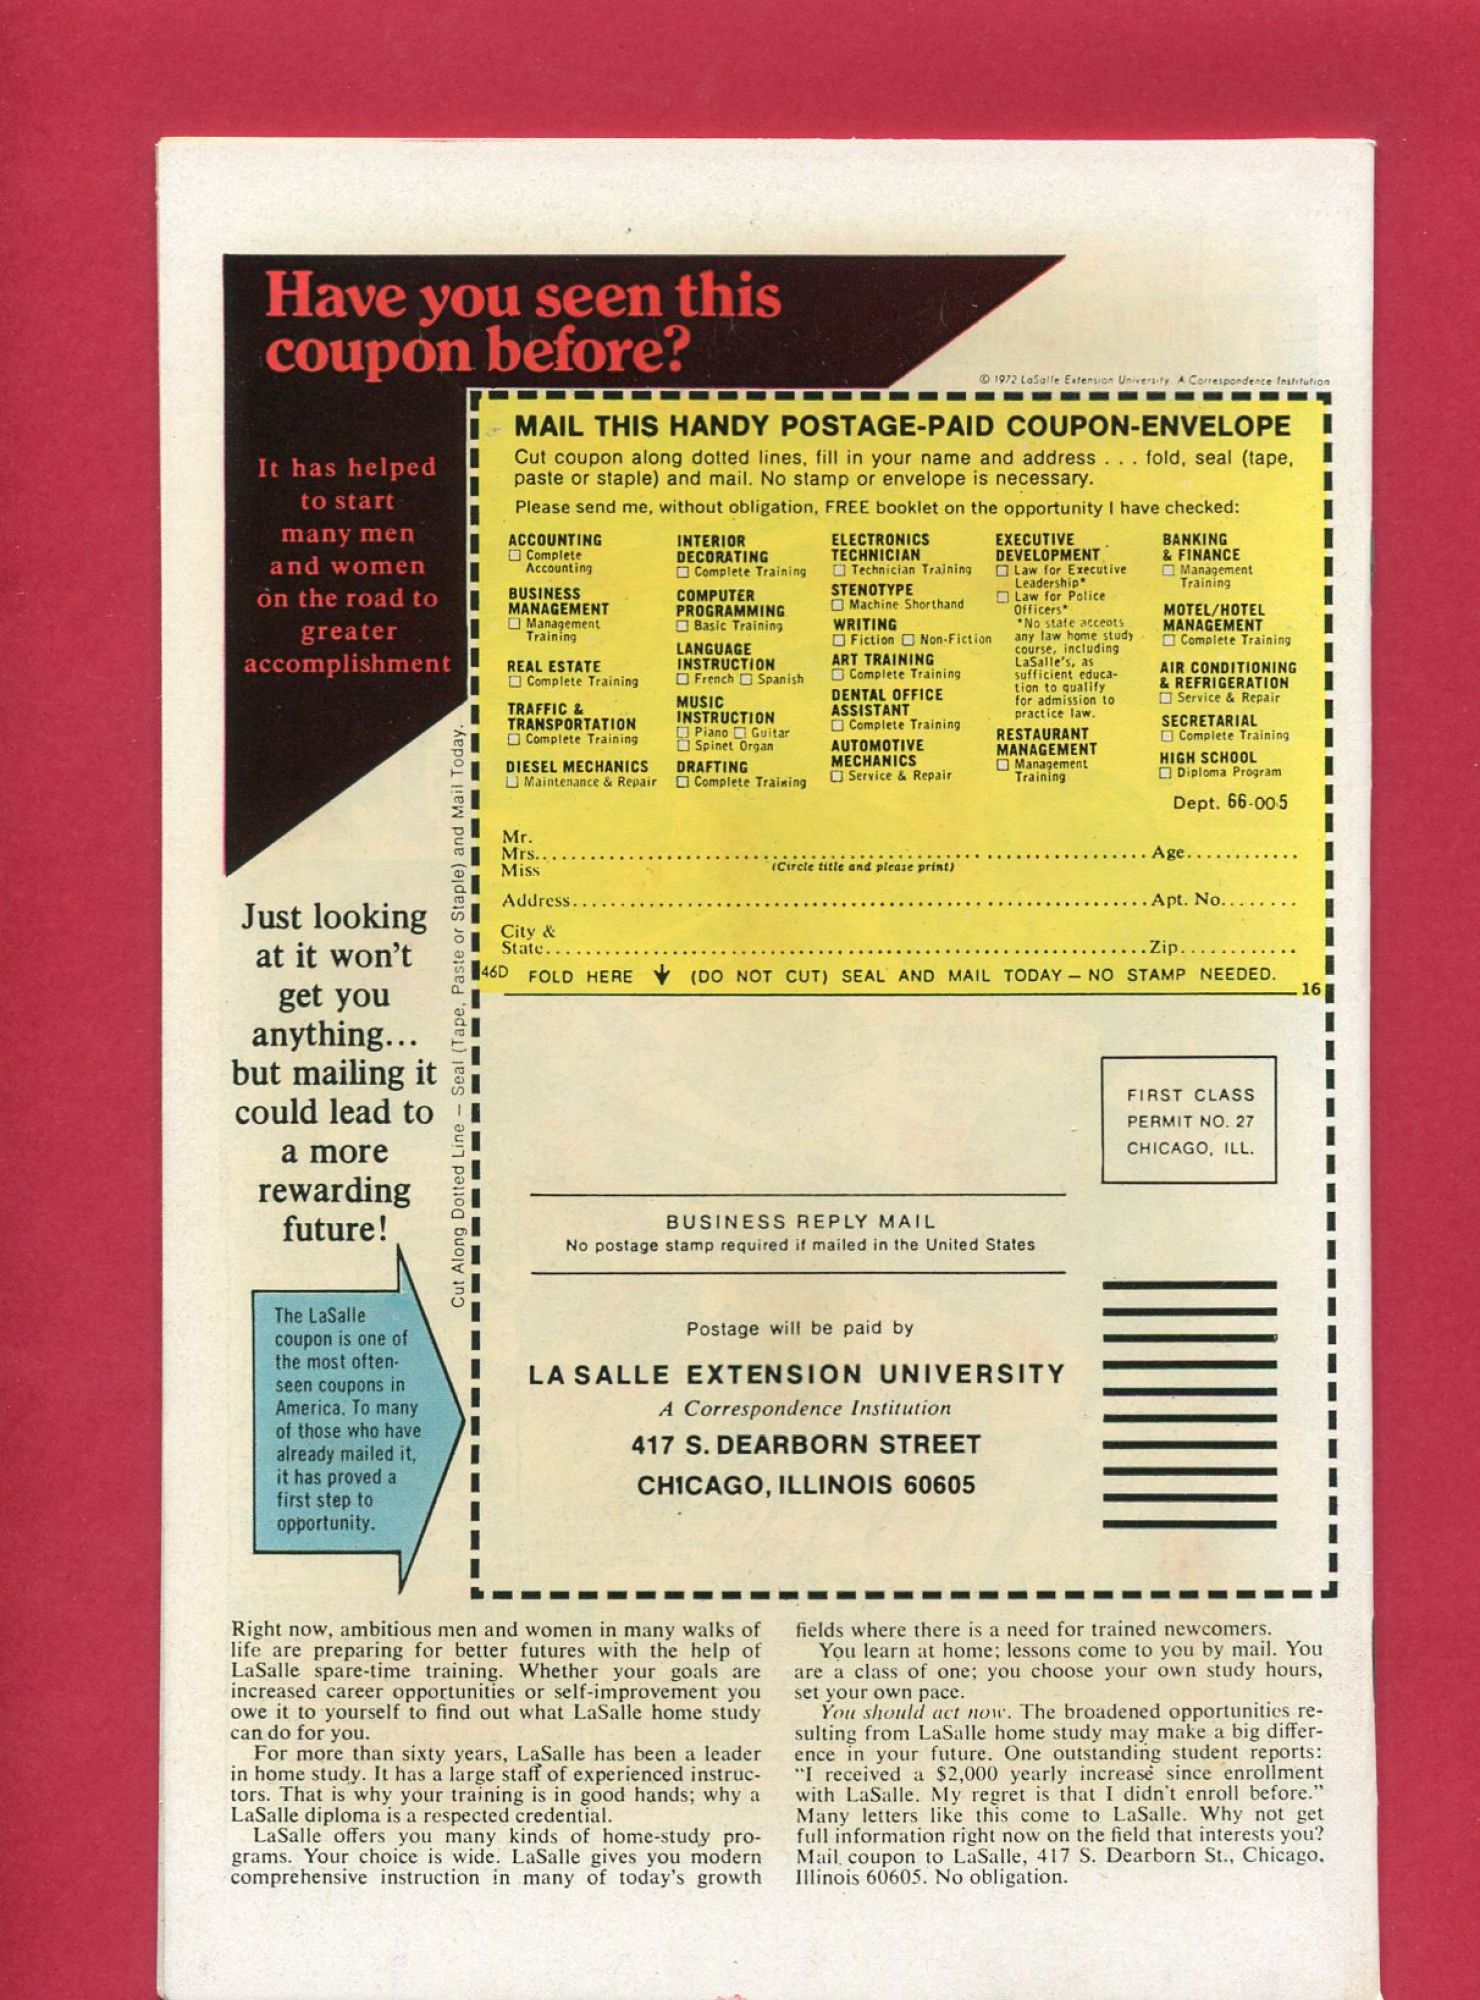 Have you seen this
coupon before?
© 1972 LaSalle Extension University. A Correspondence Institution
It has helped
to start
many men
and women
on the road to
greater
accomplishment
Just looking
at it won't
get you
anything...
but mailing it
could lead to
a more
rewarding
future!
The LaSalle
coupon is one of
the most often-
seen coupons in
America. To many
of those who have
already mailed it,
it has proved a
first step to
opportunity.
Cut Along Dotted Line – Seal (Tape, Paste or Staple) and Mail Today.
MAIL THIS HANDY POSTAGE-PAID COUPON-ENVELOPE
Cut coupon along dotted lines, fill in your name and address . . . fold, seal (tape,
paste or staple) and mail. No stamp or envelope is necessary.
Please send me, without obligation, FREE booklet on the opportunity I have checked:
ACCOUNTING
☐ Complete
Accounting
BUSINESS
MANAGEMENT
☐ Management
Training
REAL ESTATE
☐ Complete Training
TRAFFIC &
TRANSPORTATION
☐ Complete Training
DIESEL MECHANICS
☐ Maintenance & Repair
INTERIOR
DECORATING
☐ Complete Training
COMPUTER
PROGRAMMING
☐ Basic Training
LANGUAGE
INSTRUCTION
☐ French ☐ Spanish
MUSIC
INSTRUCTION
☐ Piano ☐ Guitar
☐ Spinet Organ
DRAFTING
☐ Complete Training
ELECTRONICS
TECHNICIAN
☐ Technician Training
STENOTYPE
☐ Machine Shorthand
WRITING
☐ Fiction ☐ Non-Fiction
ART TRAINING
☐ Complete Training
DENTAL OFFICE
ASSISTANT
☐ Complete Training
AUTOMOTIVE
MECHANICS
☐ Service & Repair
EXECUTIVE
DEVELOPMENT
☐ Law for Executive
Leadership*
☐ Law for Police
Officers*
*No state accepts
any law home study
course, including
LaSalle's, as
sufficient educa-
tion to qualify
for admission to
practice law.
RESTAURANT
MANAGEMENT
☐ Management
Training
BANKING
& FINANCE
☐ Management
Training
MOTEL/HOTEL
MANAGEMENT
☐ Complete Training
AIR CONDITIONING
& REFRIGERATION
☐ Service & Repair
SECRETARIAL
☐ Complete Training
HIGH SCHOOL
☐ Diploma Program
Dept. 66-005
Mr.
Mrs. Age
Miss (Circle title and please print)
Address Apt. No.
City &
State Zip
46D FOLD HERE ↓ (DO NOT CUT) SEAL AND MAIL TODAY – NO STAMP NEEDED.
16
FIRST CLASS
PERMIT NO. 27
CHICAGO, ILL.
BUSINESS REPLY MAIL
No postage stamp required if mailed in the United States
Postage will be paid by
LA SALLE EXTENSION UNIVERSITY
A Correspondence Institution
417 S. DEARBORN STREET
CHICAGO, ILLINOIS 60605
Right now, ambitious men and women in many walks of
life are preparing for better futures with the help of
LaSalle spare-time training. Whether your goals are
increased career opportunities or self-improvement you
owe it to yourself to find out what LaSalle home study
can do for you.
For more than sixty years, LaSalle has been a leader
in home study. It has a large staff of experienced instruc-
tors. That is why your training is in good hands; why a
LaSalle diploma is a respected credential.
LaSalle offers you many kinds of home-study pro-
grams. Your choice is wide. LaSalle gives you modern
comprehensive instruction in many of today's growth
fields where there is a need for trained newcomers.
You learn at home; lessons come to you by mail. You
are a class of one; you choose your own study hours,
set your own pace.
You should act now. The broadened opportunities re-
sulting from LaSalle home study may make a big differ-
ence in your future. One outstanding student reports:
"I received a $2,000 yearly increase since enrollment
with LaSalle. My regret is that I didn't enroll before."
Many letters like this come to LaSalle. Why not get
full information right now on the field that interests you?
Mail coupon to LaSalle, 417 S. Dearborn St., Chicago,
Illinois 60605. No obligation.